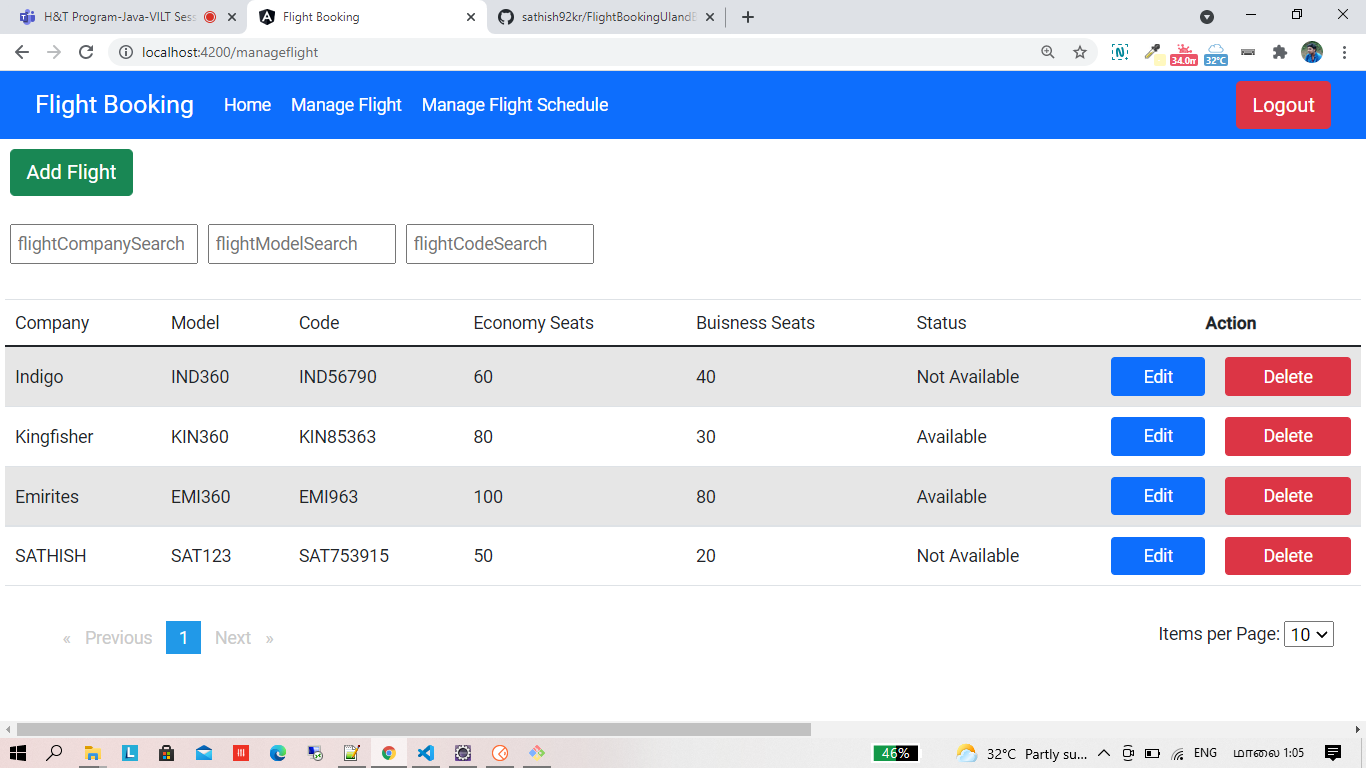 H&T Program-Java-VILT Sess
Flight Booking
sathish92kr/FlightBookingUIandB
localhost:4200/manageflight
34.0m
32°C
Flight Booking
Home
Manage Flight
Manage Flight Schedule
Logout
Add Flight
flightCompanySearch
flightModelSearch
flightCodeSearch
Company Model Code Economy Seats Buisness Seats Status Action
Indigo IND360 IND56790 60 40 Not Available Edit Delete
Kingfisher KIN360 KIN85363 80 30 Available Edit Delete
Emirites EMI360 EMI963 100 80 Available Edit Delete
SATHISH SAT123 SAT753915 50 20 Not Available Edit Delete
« Previous 1 Next »
Items per Page: 10
46%
32°C Partly su...
ENG
மாலை 1:05